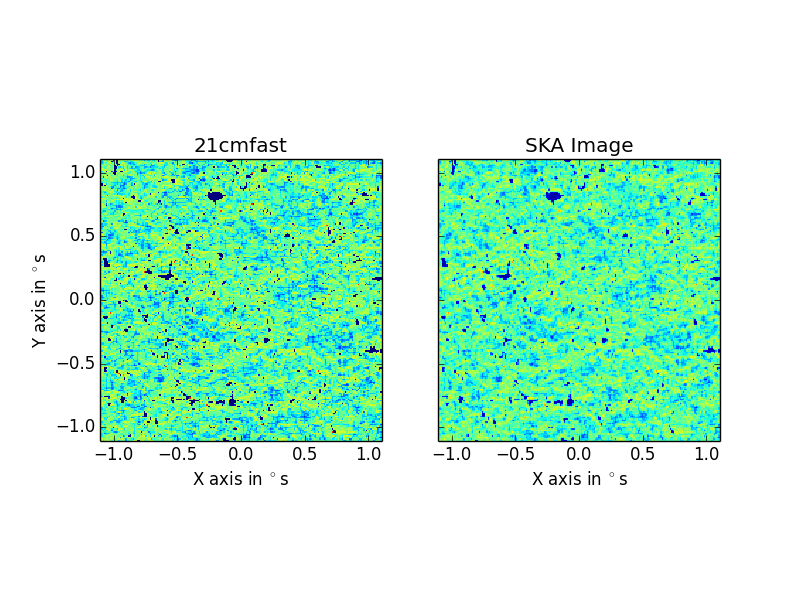 21cmfast
SKA Image
1.0
0.5
0.0
−0.5
−1.0
Y axis in °s
−1.0 −0.5 0.0 0.5 1.0
X axis in °s
−1.0 −0.5 0.0 0.5 1.0
X axis in °s